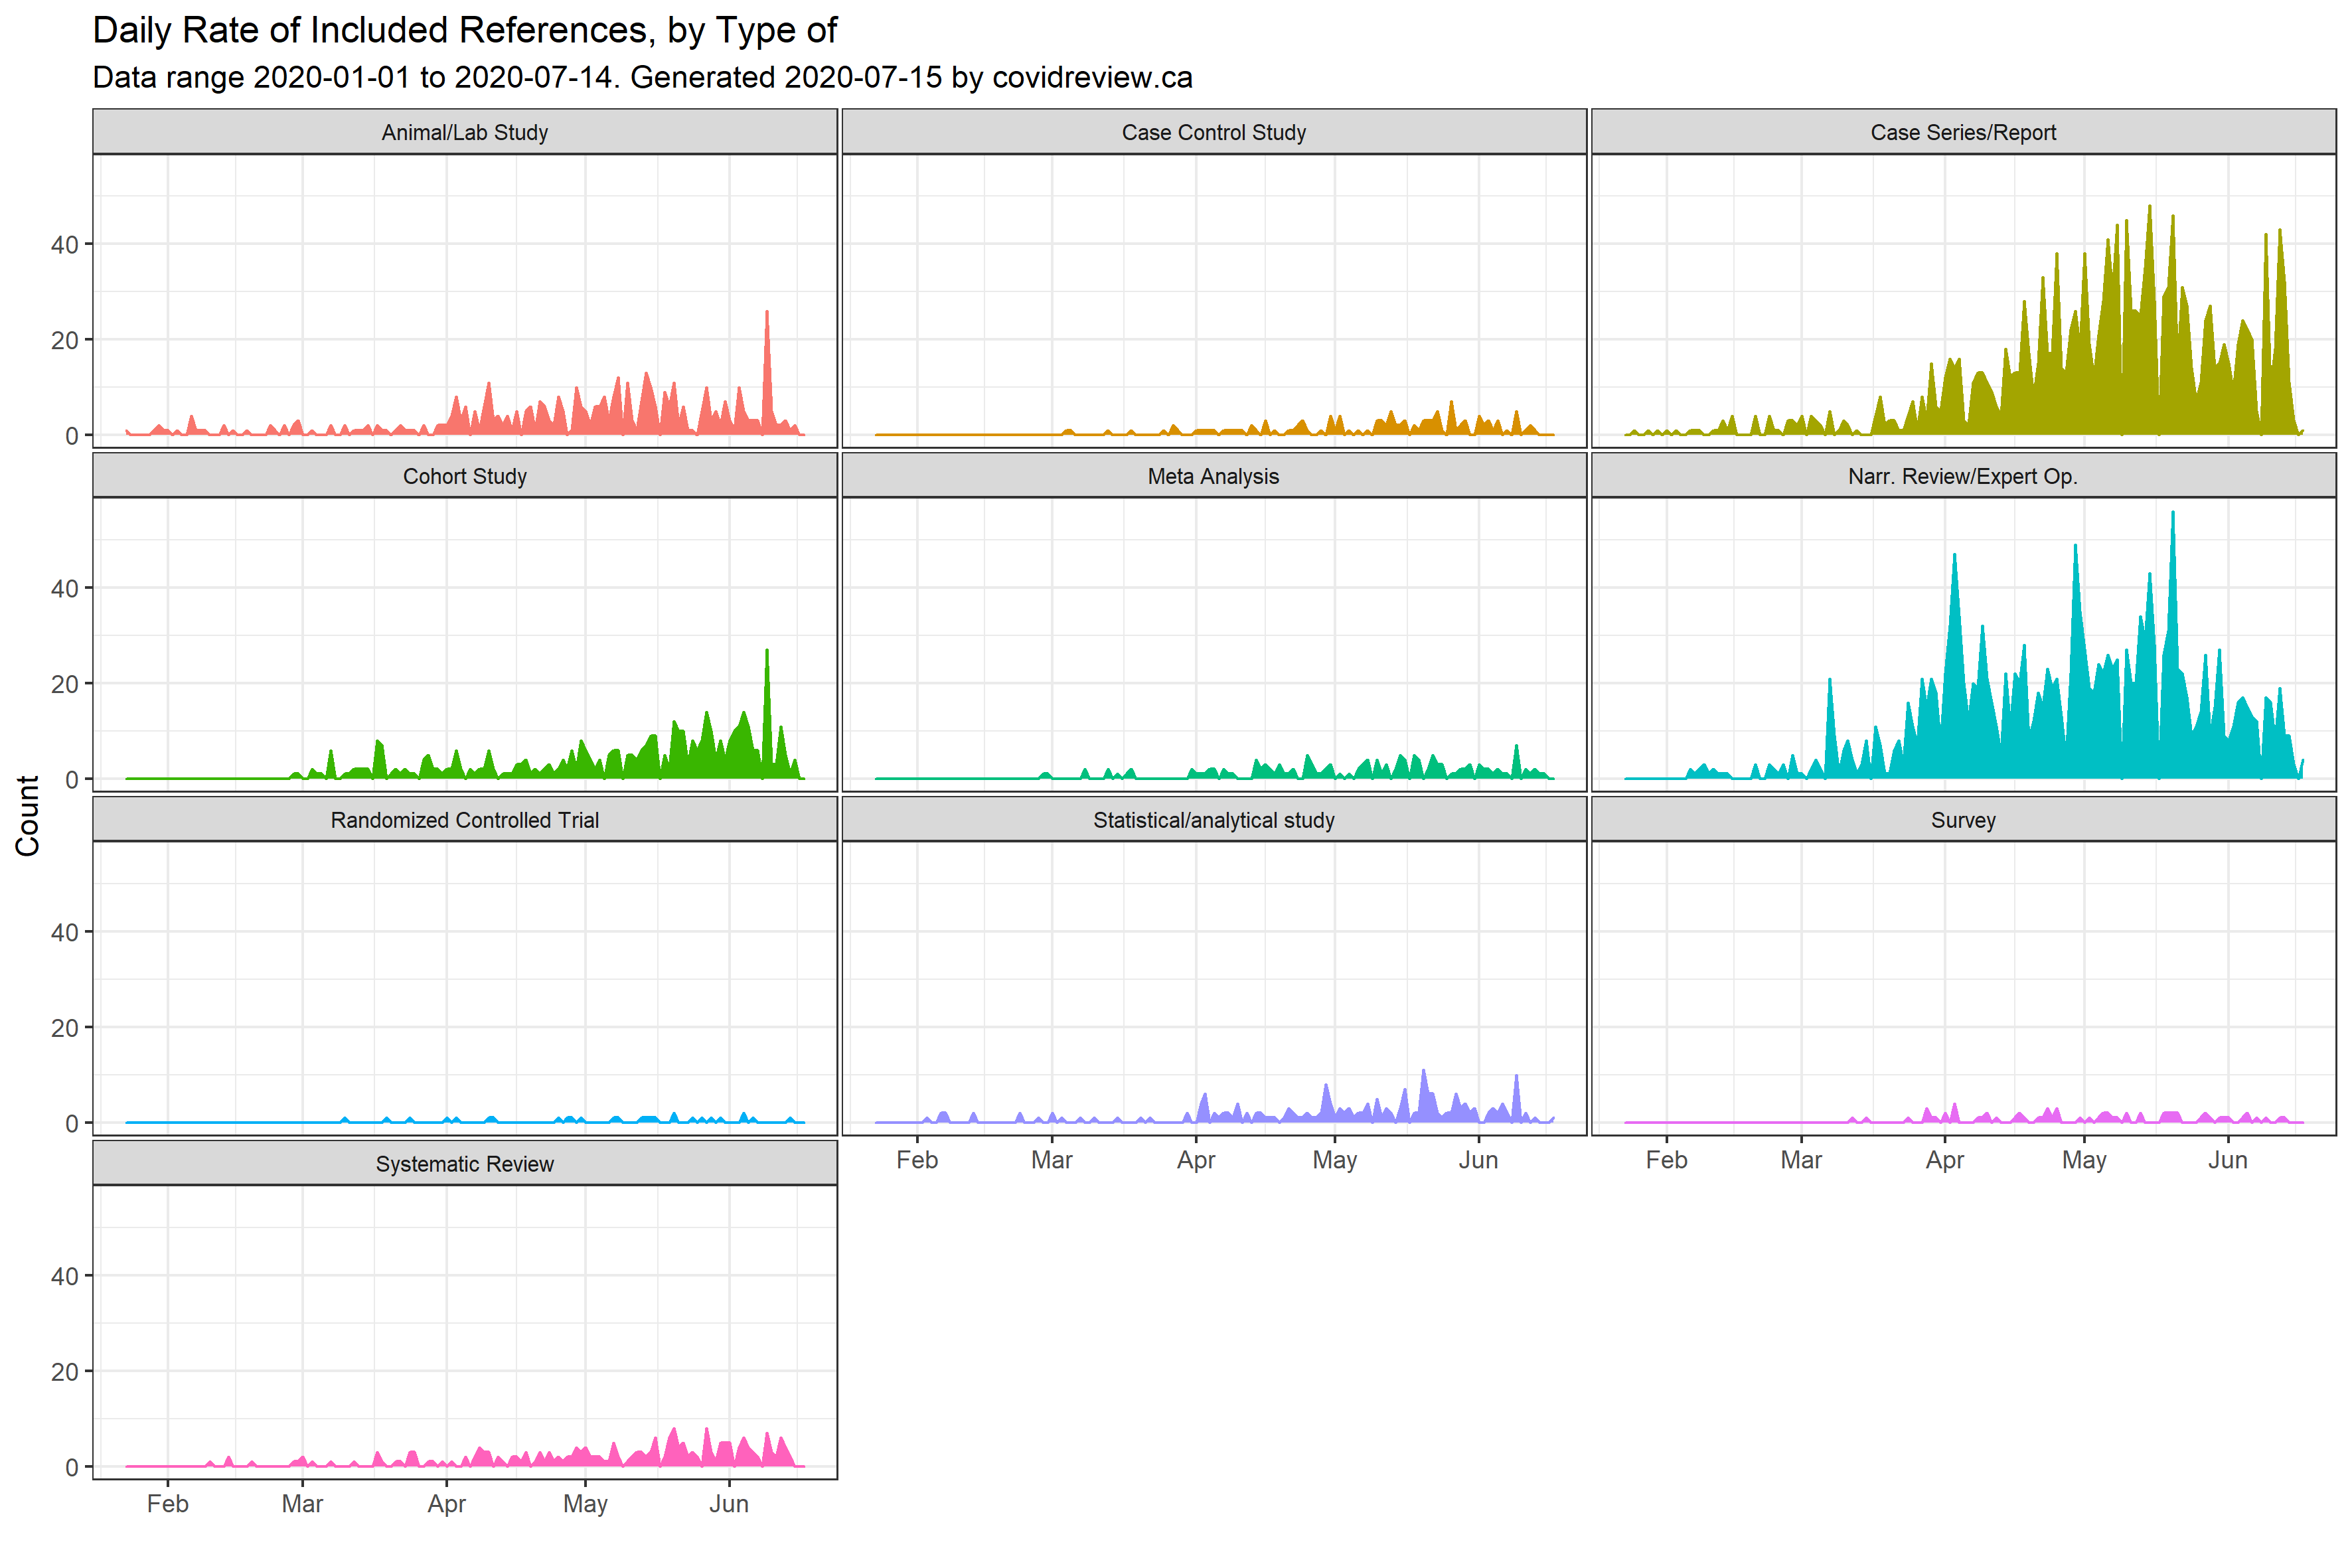 Daily Rate of Included References, by Type of
Data range 2020-01-01 to 2020-07-14. Generated 2020-07-15 by covidreview.ca
Animal/Lab Study
Case Control Study
Case Series/Report
40
20
0
Cohort Study
Meta Analysis
Narr. Review/Expert Op.
40
20
0
Count
Randomized Controlled Trial
Statistical/analytical study
Survey
40
20
0
Feb Mar Apr May Jun
Feb Mar Apr May Jun
Systematic Review
40
20
0
Feb Mar Apr May Jun